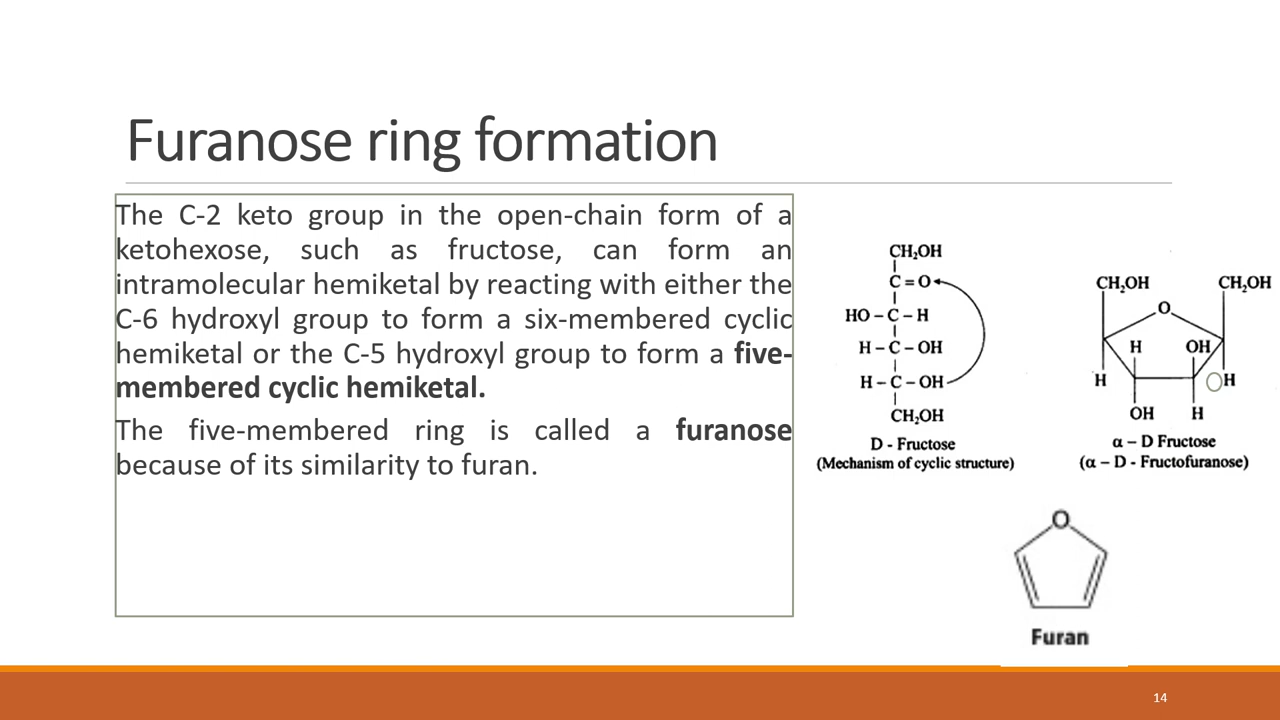 Furanose ring formation
The C-2 keto group in the open-chain form of a
ketohexose, such as fructose, can form an
intramolecular hemiketal by reacting with either the
C-6 hydroxyl group to form a six-membered cyclic
hemiketal or the C-5 hydroxyl group to form a five-
membered cyclic hemiketal.
The five-membered ring is called a furanose
because of its similarity to furan.
CH₂OH
C=O
HO–C–H
H–C–OH
H–C–OH
CH₂OH
D - Fructose
(Mechanism of cyclic structure)
CH₂OH CH₂OH
O
H OH
H OH
OH H
α – D Fructose
(α – D - Fructofuranose)
O
Furan
14